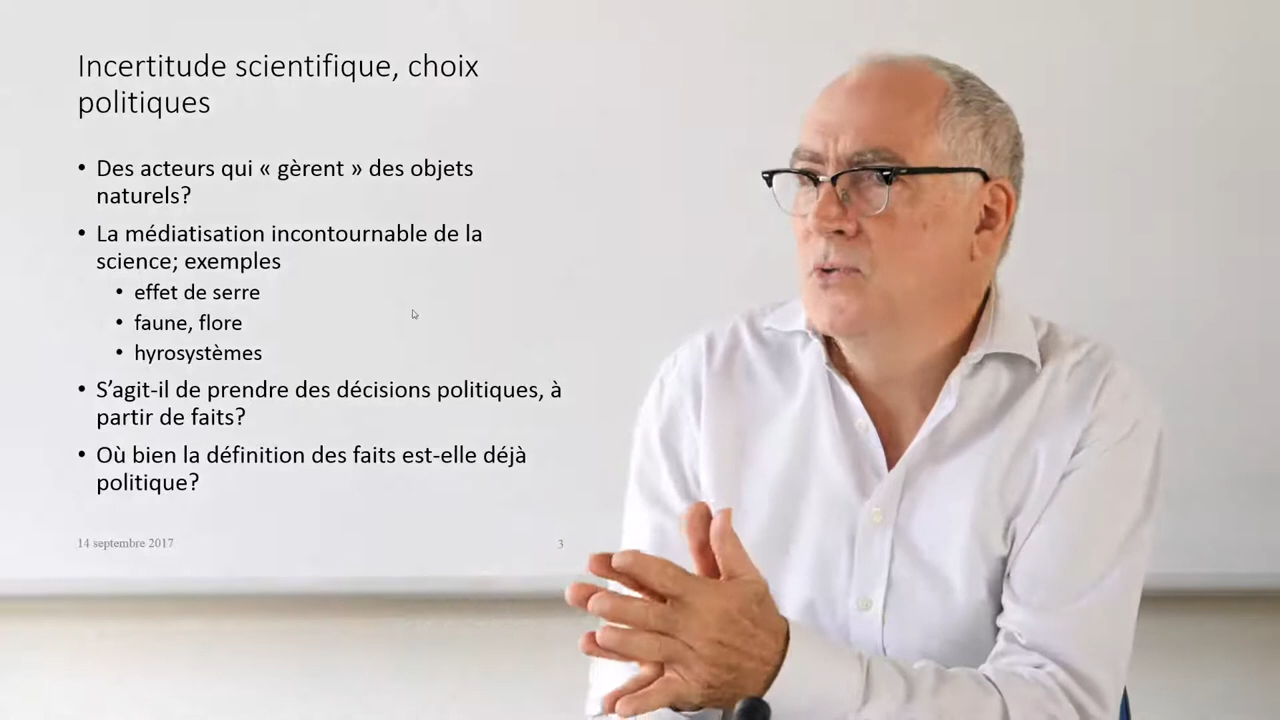 Incertitude scientifique, choix
politiques
• Des acteurs qui « gèrent » des objets
naturels?
• La médiatisation incontournable de la
science; exemples
• effet de serre
• faune, flore
• hyrosystèmes
• S’agit-il de prendre des décisions politiques, à
partir de faits?
• Où bien la définition des faits est-elle déjà
politique?
14 septembre 2017
3